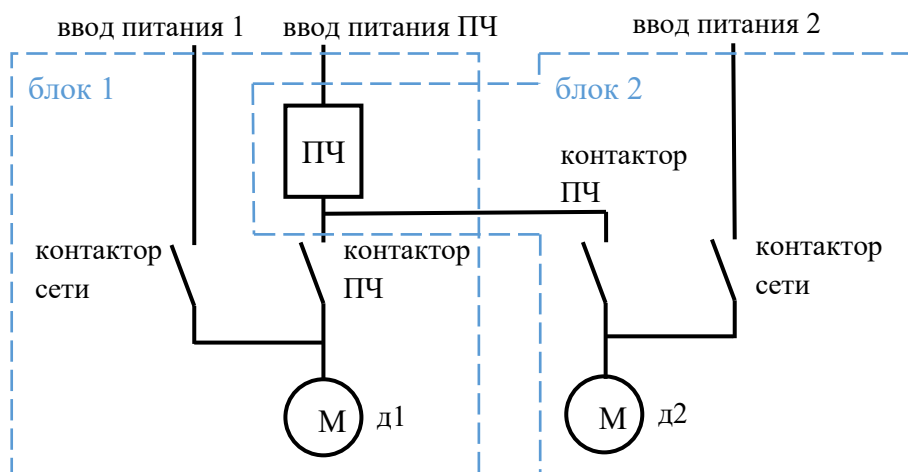 ввод питания 1
ввод питания ПЧ
ввод питания 2
блок 1
блок 2
ПЧ
контактор
ПЧ
контактор
сети
контактор
ПЧ
контактор
сети
М
д1
М
д2